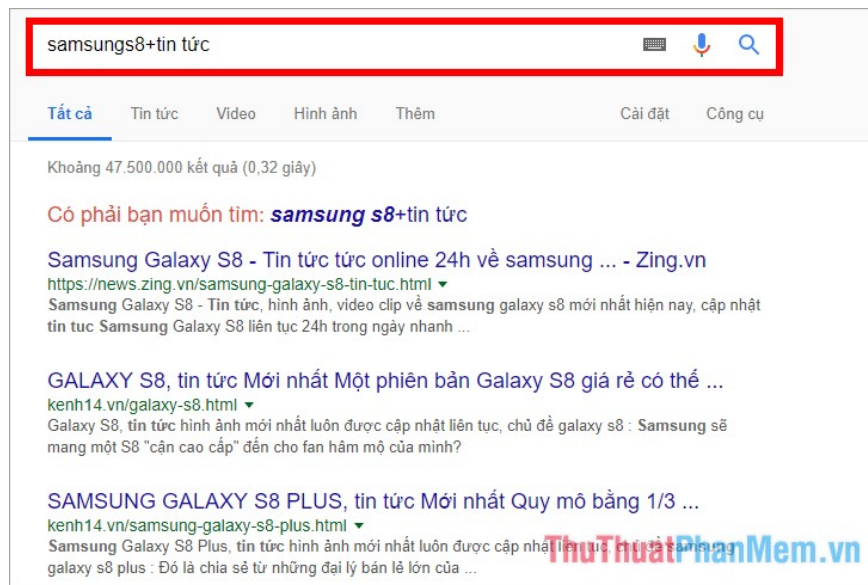 samsungs8+tin tức
Tất cả Tin tức Video Hình ảnh Thêm Cài đặt Công cụ
Khoảng 47.500.000 kết quả (0,32 giây)
Có phải bạn muốn tìm: samsung s8+tin tức
Samsung Galaxy S8 - Tin tức tức online 24h về samsung ... - Zing.vn
https://news.zing.vn/samsung-galaxy-s8-tin-tuc.html
Samsung Galaxy S8 - Tin tức, hình ảnh, video clip về samsung galaxy s8 mới nhất hiện nay, cập nhật
tin tuc Samsung Galaxy S8 liên tục 24h trong ngày nhanh ...
GALAXY S8, tin tức Mới nhất Một phiên bản Galaxy S8 giá rẻ có thể ...
kenh14.vn/galaxy-s8.html
Galaxy S8, tin tức hình ảnh mới nhất luôn được cập nhật liên tục, chủ đề galaxy s8 : Samsung sẽ
mang một S8 "cận cao cấp" đến cho fan hâm mộ của mình?
SAMSUNG GALAXY S8 PLUS, tin tức Mới nhất Quy mô bằng 1/3 ...
kenh14.vn/samsung-galaxy-s8-plus.html
Samsung Galaxy S8 Plus, tin tức hình ảnh mới nhất luôn được cập nhật liên tục, chủ đề samsung
galaxy s8 plus : Đó là chia sẻ từ những đại lý bán lẻ lớn của ...
ThuThuatPhanMem.vn